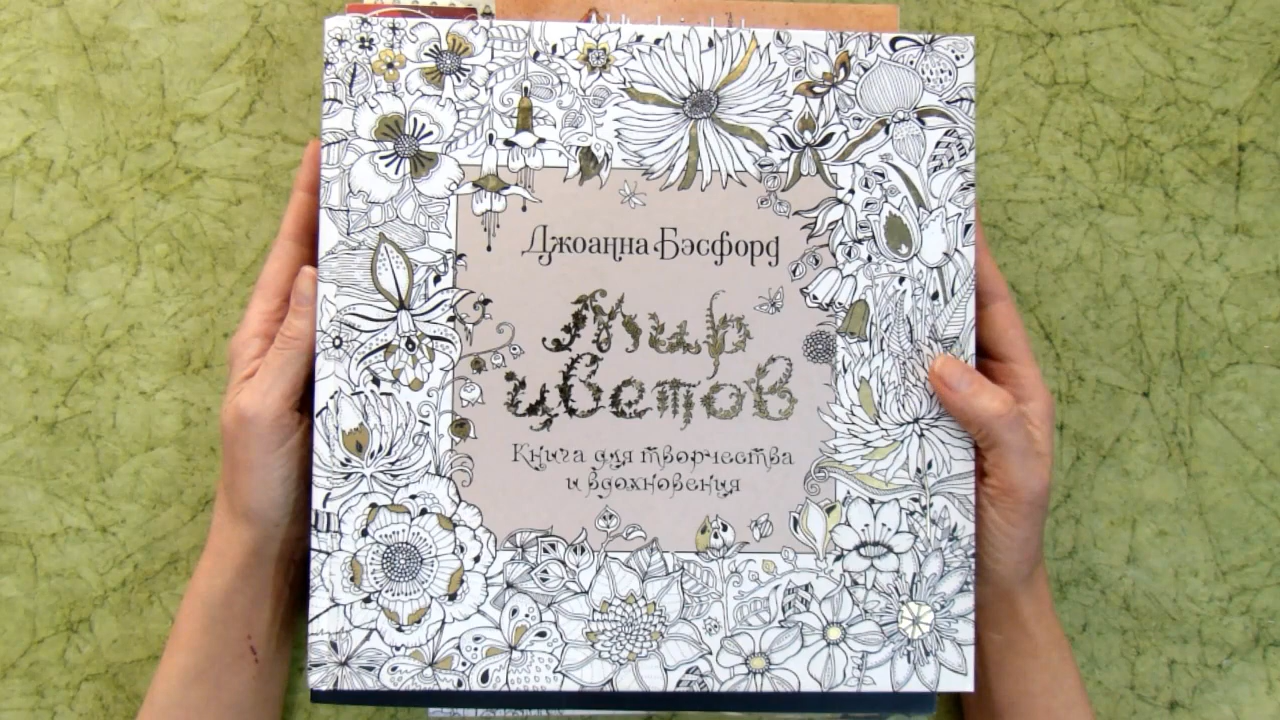 Джоанна Бэсфорд
Мир
цветов
Книга для творчества
и вдохновения